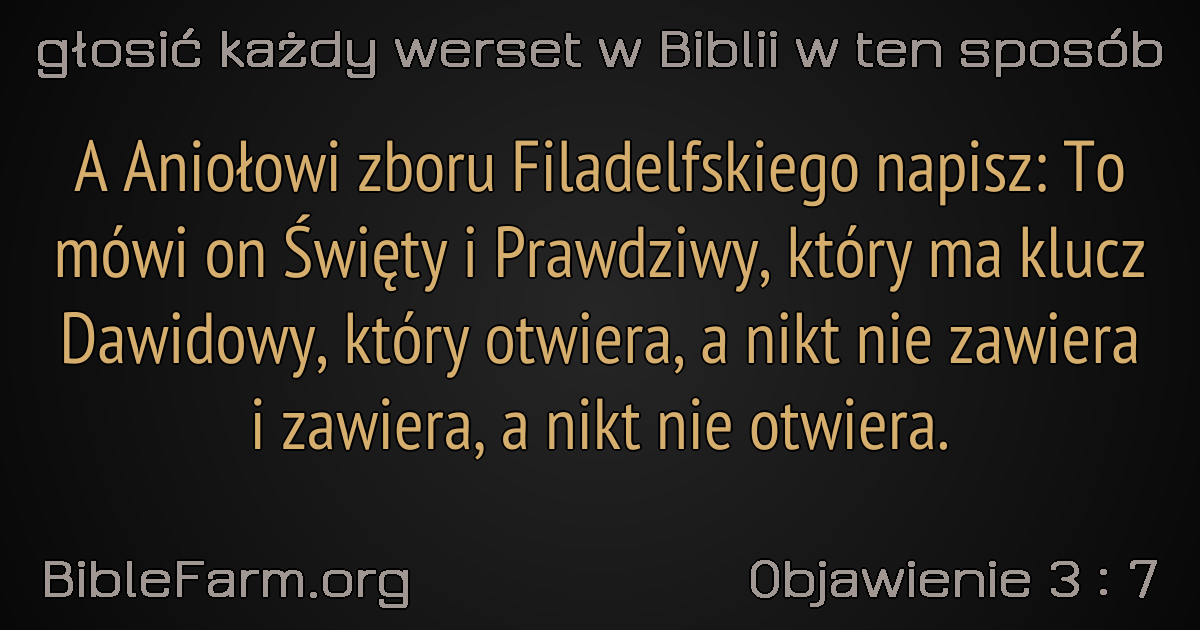 głosić każdy werset w Biblii w ten sposób
A Aniołowi zboru Filadelfskiego napisz: To
mówi on Święty i Prawdziwy, który ma klucz
Dawidowy, który otwiera, a nikt nie zawiera
i zawiera, a nikt nie otwiera.
BibleFarm.org
Objawienie 3 : 7